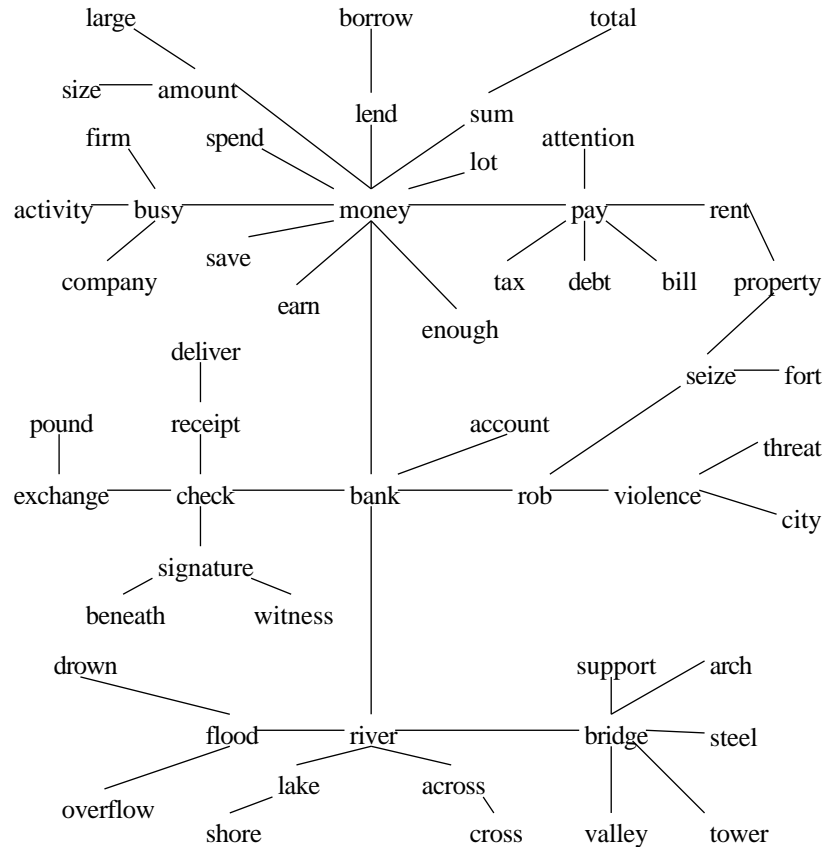 large borrow total
size amount
lend sum
firm spend attention
lot
activity busy money pay rent
save
company tax debt bill property
earn
enough
deliver
seize fort
pound receipt account
threat
exchange check bank rob violence
city
signature
beneath witness
drown support arch
flood river bridge steel
lake across
overflow
shore cross valley tower